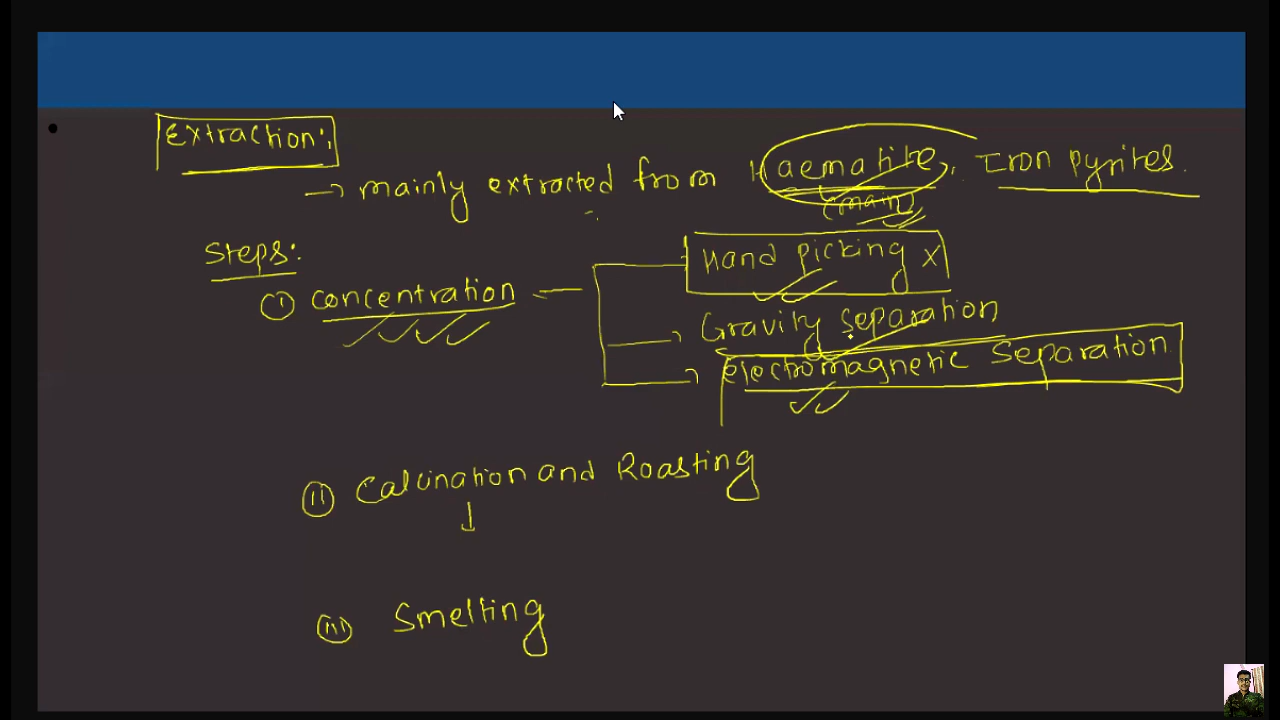 Extraction:
→ mainly extracted from Haematite, Iron pyrites.
(main)
Steps:
Hand picking x
(i) concentration
Gravity separation
Electromagnetic Separation
(ii) Calcination and Roasting
(iii) Smelting